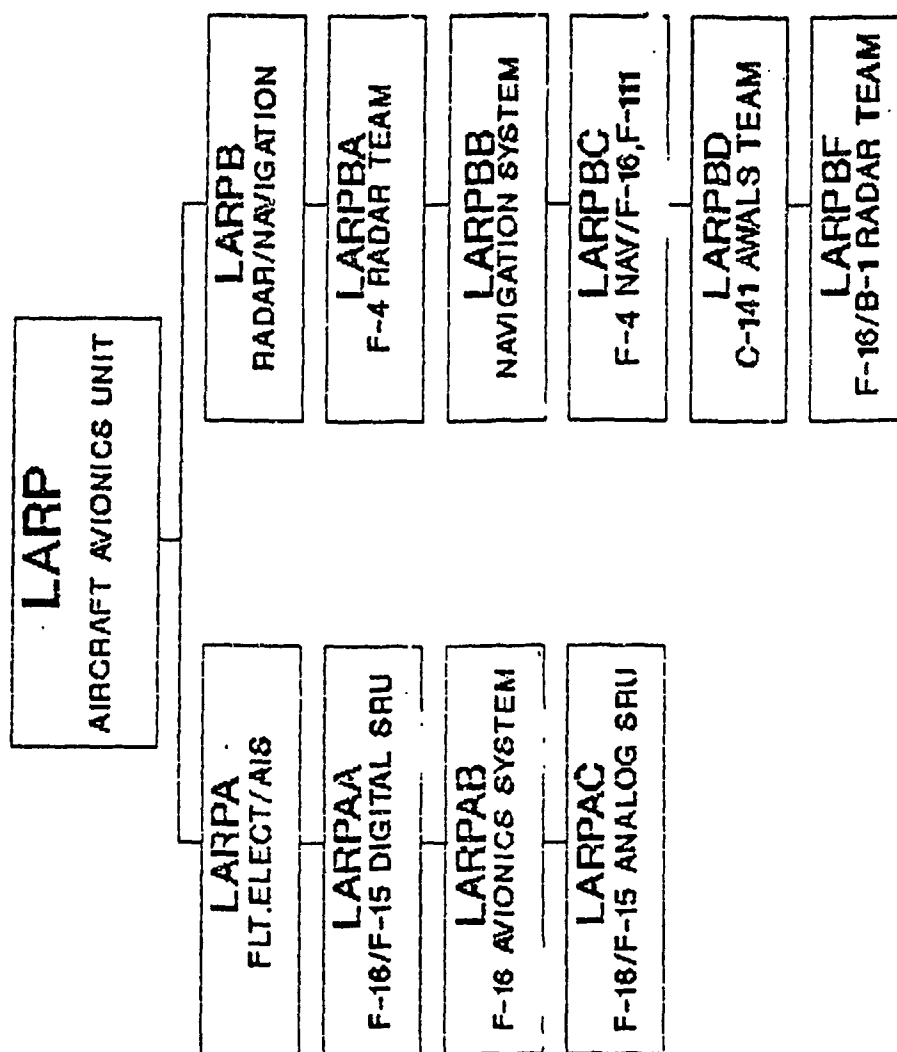 LARP
AIRCRAFT AVIONICS UNIT
LARPA
FLT.ELECT/AIS
LARPAA
F-16/F-15 DIGITAL SRU
LARPAB
F-16 AVIONICS SYSTEM
LARPAC
F-16/F-15 ANALOG SRU
LARPB
RADAR/NAVIGATION
LARPBA
F-4 RADAR TEAM
LARPBB
NAVIGATION SYSTEM
LARPBC
F-4 NAV/F-16,F-111
LARPBD
C-141 AWALS TEAM
LARPBF
F-16/B-1 RADAR TEAM